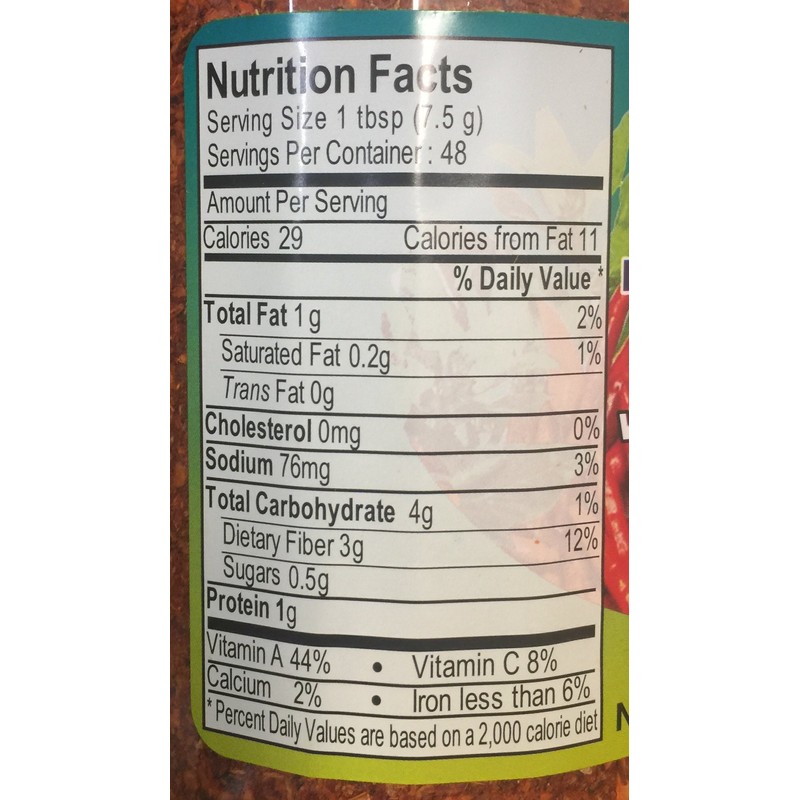 Nutrition Facts
Serving Size 1 tbsp (7.5 g)
Servings Per Container : 48
Amount Per Serving
Calories 29 Calories from Fat 11
% Daily Value *
Total Fat 1 g 2%
Saturated Fat 0.2g 1%
Trans Fat 0g
Cholesterol 0mg 0%
Sodium 76mg 3%
Total Carbohydrate 4g 1%
Dietary Fiber 3g 12%
Sugars 0.5g
Protein 1g
Vitamin A 44% • Vitamin C 8%
Calcium 2% • Iron less than 6%
* Percent Daily Values are based on a 2,000 calorie diet